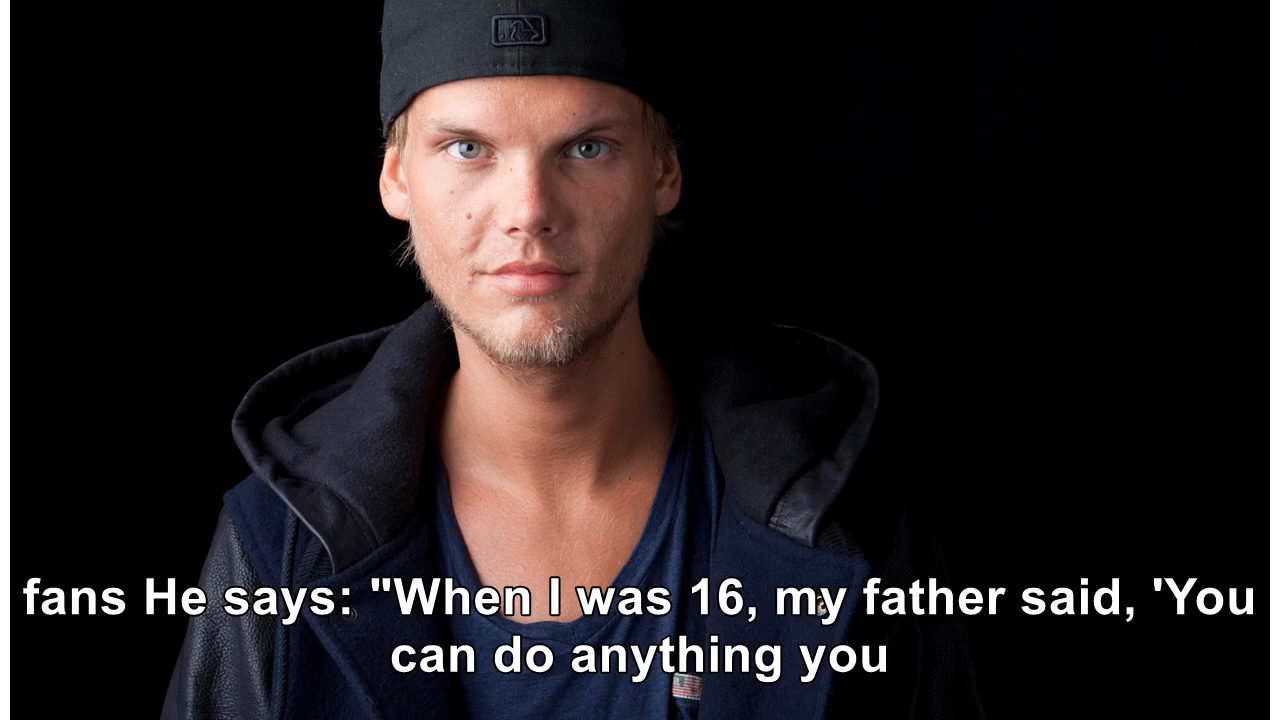 fans He says: "When I was 16, my father said, 'You
can do anything you